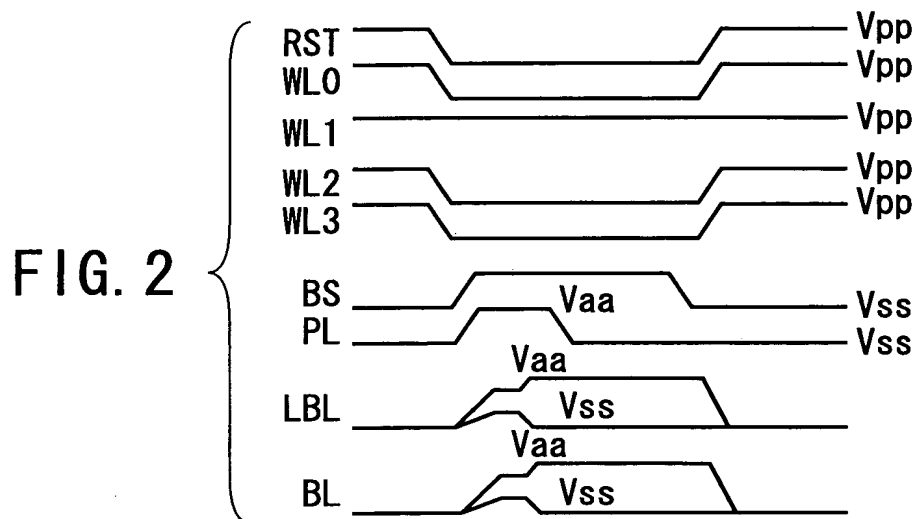 FIG. 2
RST Vpp
WL0 Vpp
WL1 Vpp
WL2 Vpp
WL3 Vpp
BS Vss
Vaa
PL Vss
Vaa
LBL Vss
Vaa
BL Vss